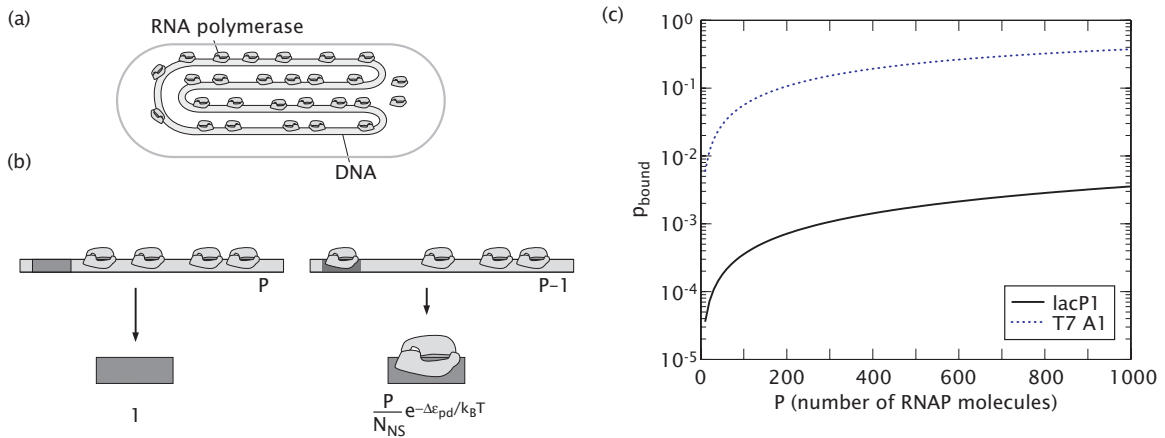 (a)
RNA polymerase
DNA
(b)
P
P–1
1
P/N_NS e^–Δε_pd/k_BT
(c)
10^0
10^-1
10^-2
10^-3
10^-4
10^-5
p_bound
lacP1
T7 A1
0 200 400 600 800 1000
P (number of RNAP molecules)